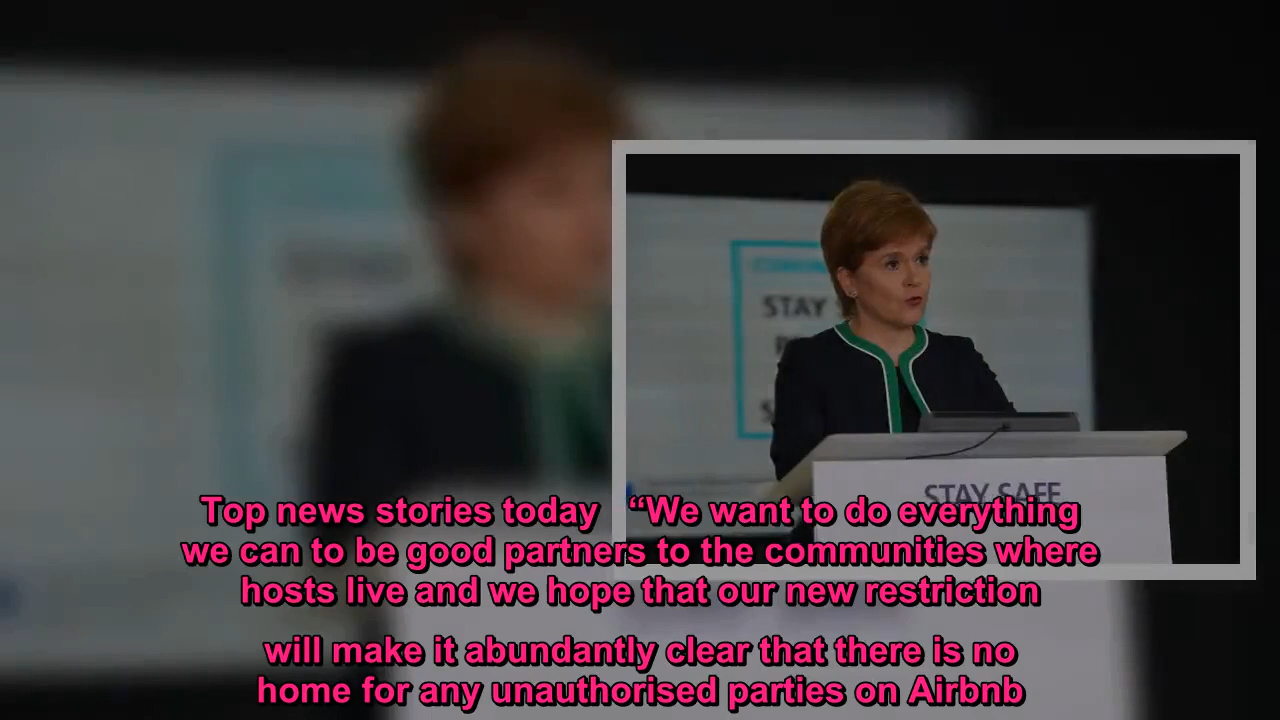 STAY
STAY SAFE
Top news stories today “We want to do everything
we can to be good partners to the communities where
hosts live and we hope that our new restriction
will make it abundantly clear that there is no
home for any unauthorised parties on Airbnb